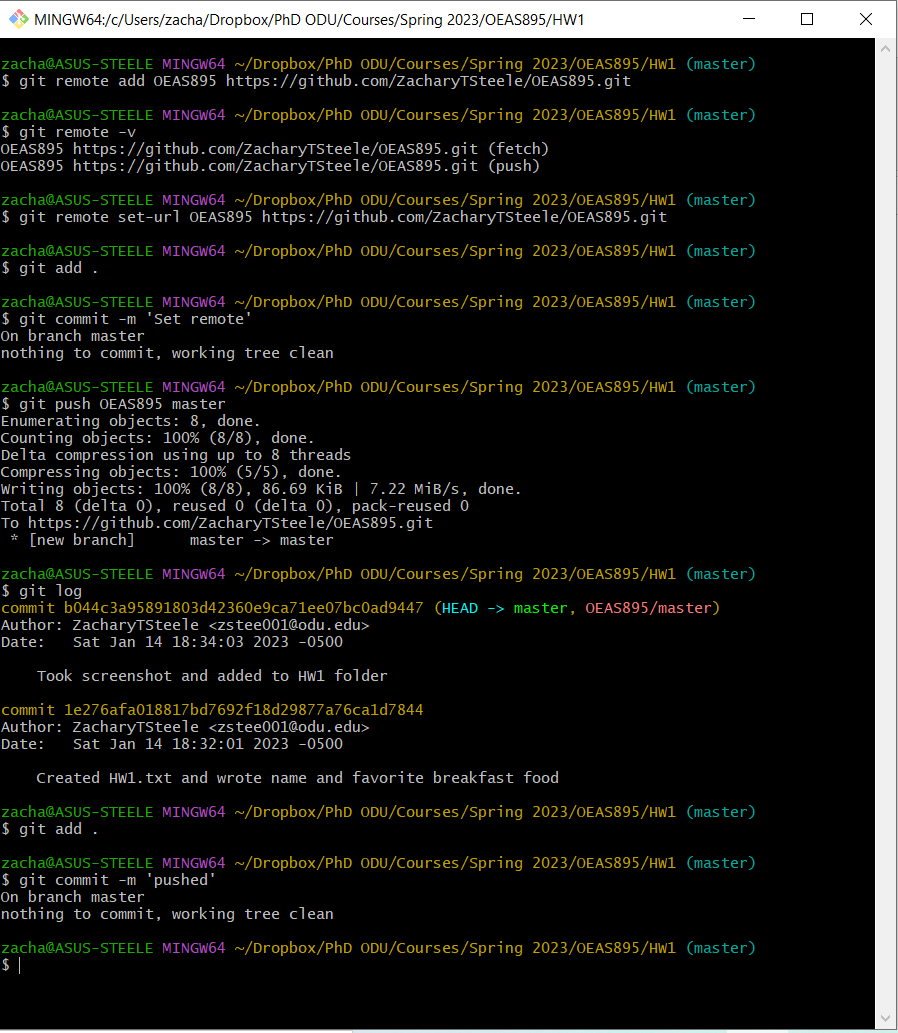 MINGW64:/c/Users/zacha/Dropbox/PhD ODU/Courses/Spring 2023/OEAS895/HW1
zacha@ASUS-STEELE MINGW64 ~/Dropbox/PhD ODU/Courses/Spring 2023/OEAS895/HW1 (master)
$ git remote add OEAS895 https://github.com/ZacharyTSteele/OEAS895.git
zacha@ASUS-STEELE MINGW64 ~/Dropbox/PhD ODU/Courses/Spring 2023/OEAS895/HW1 (master)
$ git remote -v
OEAS895 https://github.com/ZacharyTSteele/OEAS895.git (fetch)
OEAS895 https://github.com/ZacharyTSteele/OEAS895.git (push)
zacha@ASUS-STEELE MINGW64 ~/Dropbox/PhD ODU/Courses/Spring 2023/OEAS895/HW1 (master)
$ git remote set-url OEAS895 https://github.com/ZacharyTSteele/OEAS895.git
zacha@ASUS-STEELE MINGW64 ~/Dropbox/PhD ODU/Courses/Spring 2023/OEAS895/HW1 (master)
$ git add .
zacha@ASUS-STEELE MINGW64 ~/Dropbox/PhD ODU/Courses/Spring 2023/OEAS895/HW1 (master)
$ git commit -m 'Set remote'
On branch master
nothing to commit, working tree clean
zacha@ASUS-STEELE MINGW64 ~/Dropbox/PhD ODU/Courses/Spring 2023/OEAS895/HW1 (master)
$ git push OEAS895 master
Enumerating objects: 8, done.
Counting objects: 100% (8/8), done.
Delta compression using up to 8 threads
Compressing objects: 100% (5/5), done.
Writing objects: 100% (8/8), 86.69 KiB | 7.22 MiB/s, done.
Total 8 (delta 0), reused 0 (delta 0), pack-reused 0
To https://github.com/ZacharyTSteele/OEAS895.git
 * [new branch]      master -> master
zacha@ASUS-STEELE MINGW64 ~/Dropbox/PhD ODU/Courses/Spring 2023/OEAS895/HW1 (master)
$ git log
commit b044c3a95891803d42360e9ca71ee07bc0ad9447 (HEAD -> master, OEAS895/master)
Author: ZacharyTSteele <zstee001@odu.edu>
Date:   Sat Jan 14 18:34:03 2023 -0500
    Took screenshot and added to HW1 folder
commit 1e276afa018817bd7692f18d29877a76ca1d7844
Author: ZacharyTSteele <zstee001@odu.edu>
Date:   Sat Jan 14 18:32:01 2023 -0500
    Created HW1.txt and wrote name and favorite breakfast food
zacha@ASUS-STEELE MINGW64 ~/Dropbox/PhD ODU/Courses/Spring 2023/OEAS895/HW1 (master)
$ git add .
zacha@ASUS-STEELE MINGW64 ~/Dropbox/PhD ODU/Courses/Spring 2023/OEAS895/HW1 (master)
$ git commit -m 'pushed'
On branch master
nothing to commit, working tree clean
zacha@ASUS-STEELE MINGW64 ~/Dropbox/PhD ODU/Courses/Spring 2023/OEAS895/HW1 (master)
$